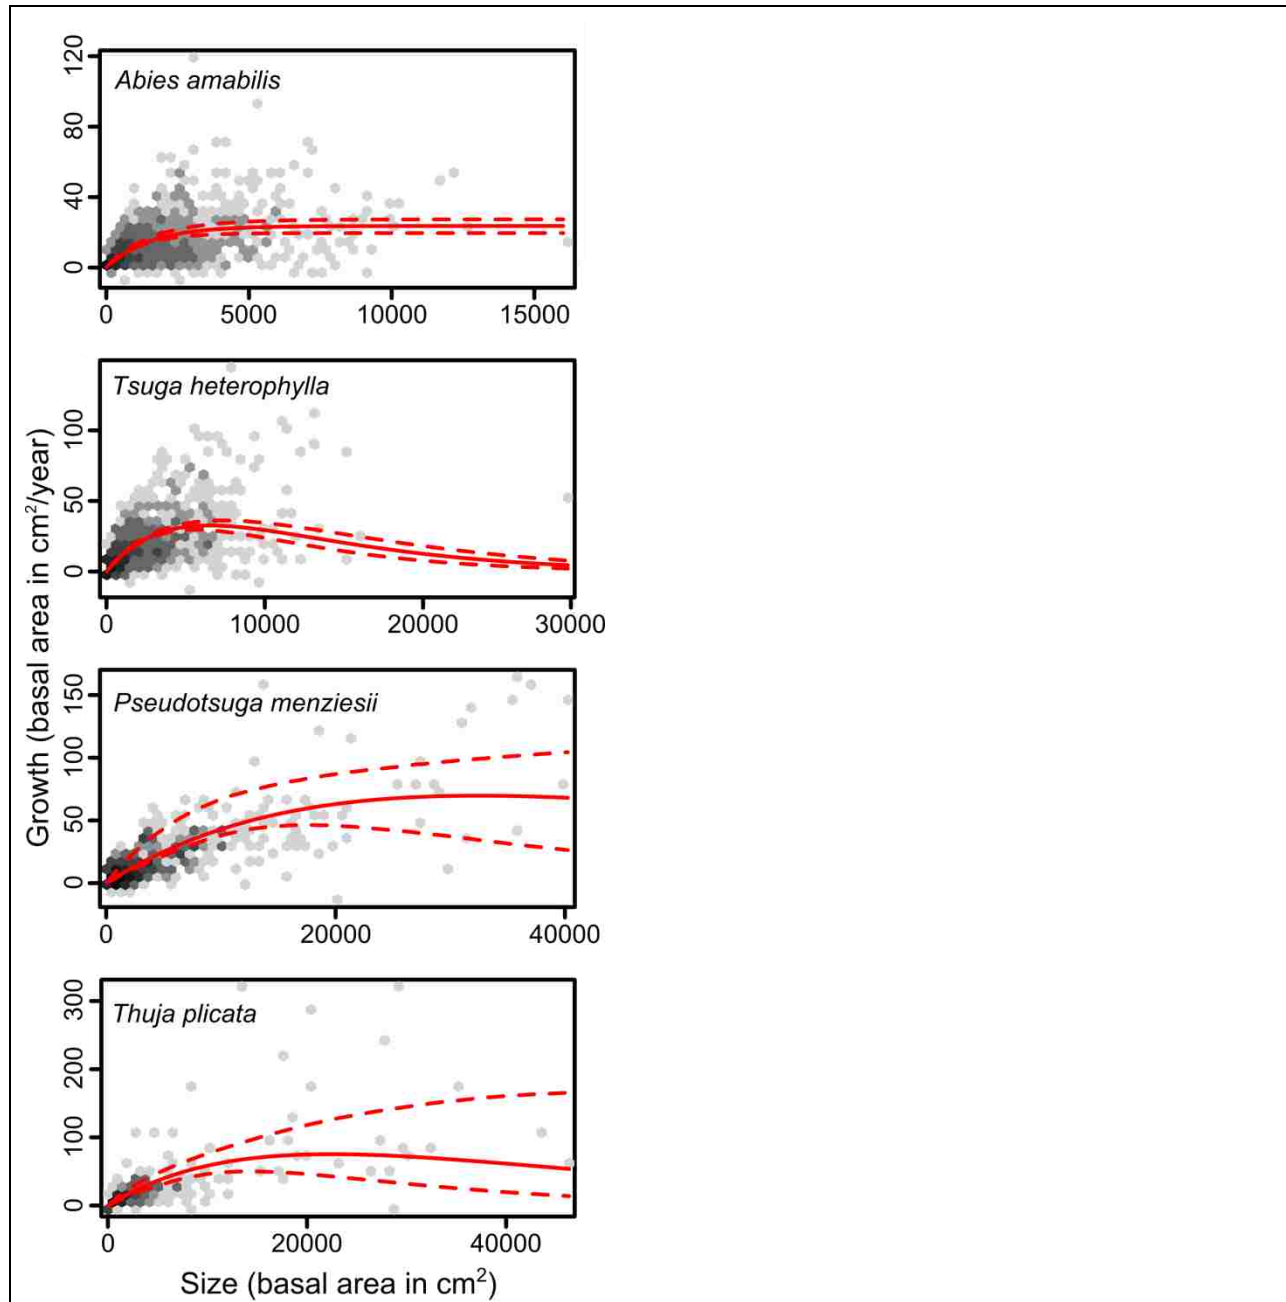 Growth (basal area in cm²/year)
Abies amabilis
120
80
40
0
0 5000 10000 15000
Tsuga heterophylla
100
50
0
0 10000 20000 30000
Pseudotsuga menziesii
150
100
50
0
0 20000 40000
Thuja plicata
300
200
100
0
0 20000 40000
Size (basal area in cm²)